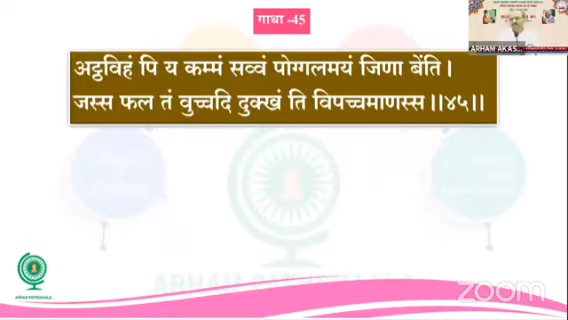 गाथा -45
ARHAM AKAS...
अट्ठविहं पि य कम्मं सव्वं पोग्गलमयं जिणा बेंति।
जस्स फल तं वुच्चदि दुक्खं ति विपच्चमाणस्स।।४५।।
ARHAM PATHSHALA
zoom